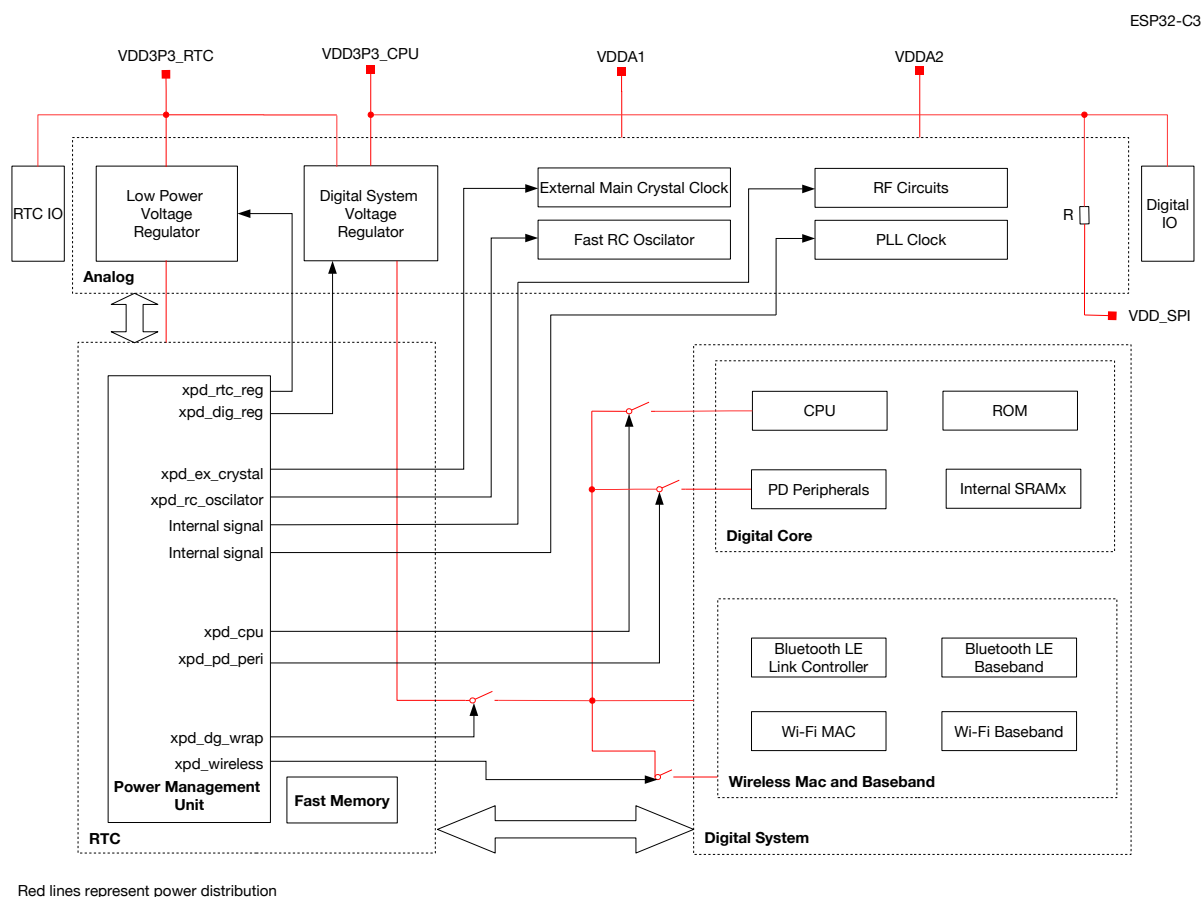 ESP32-C3
VDD3P3_RTC
VDD3P3_CPU
VDDA1
VDDA2
RTC IO
Low Power
Voltage
Regulator
Digital System
Voltage
Regulator
External Main Crystal Clock
Fast RC Oscilator
RF Circuits
PLL Clock
R
Digital
IO
Analog
VDD_SPI
xpd_rtc_reg
xpd_dig_reg
xpd_ex_crystal
xpd_rc_oscilator
Internal signal
Internal signal
xpd_cpu
xpd_pd_peri
xpd_dg_wrap
xpd_wireless
Power Management
Unit
Fast Memory
RTC
CPU
ROM
PD Peripherals
Internal SRAMx
Digital Core
Bluetooth LE
Link Controller
Bluetooth LE
Baseband
Wi-Fi MAC
Wi-Fi Baseband
Wireless Mac and Baseband
Digital System
Red lines represent power distribution